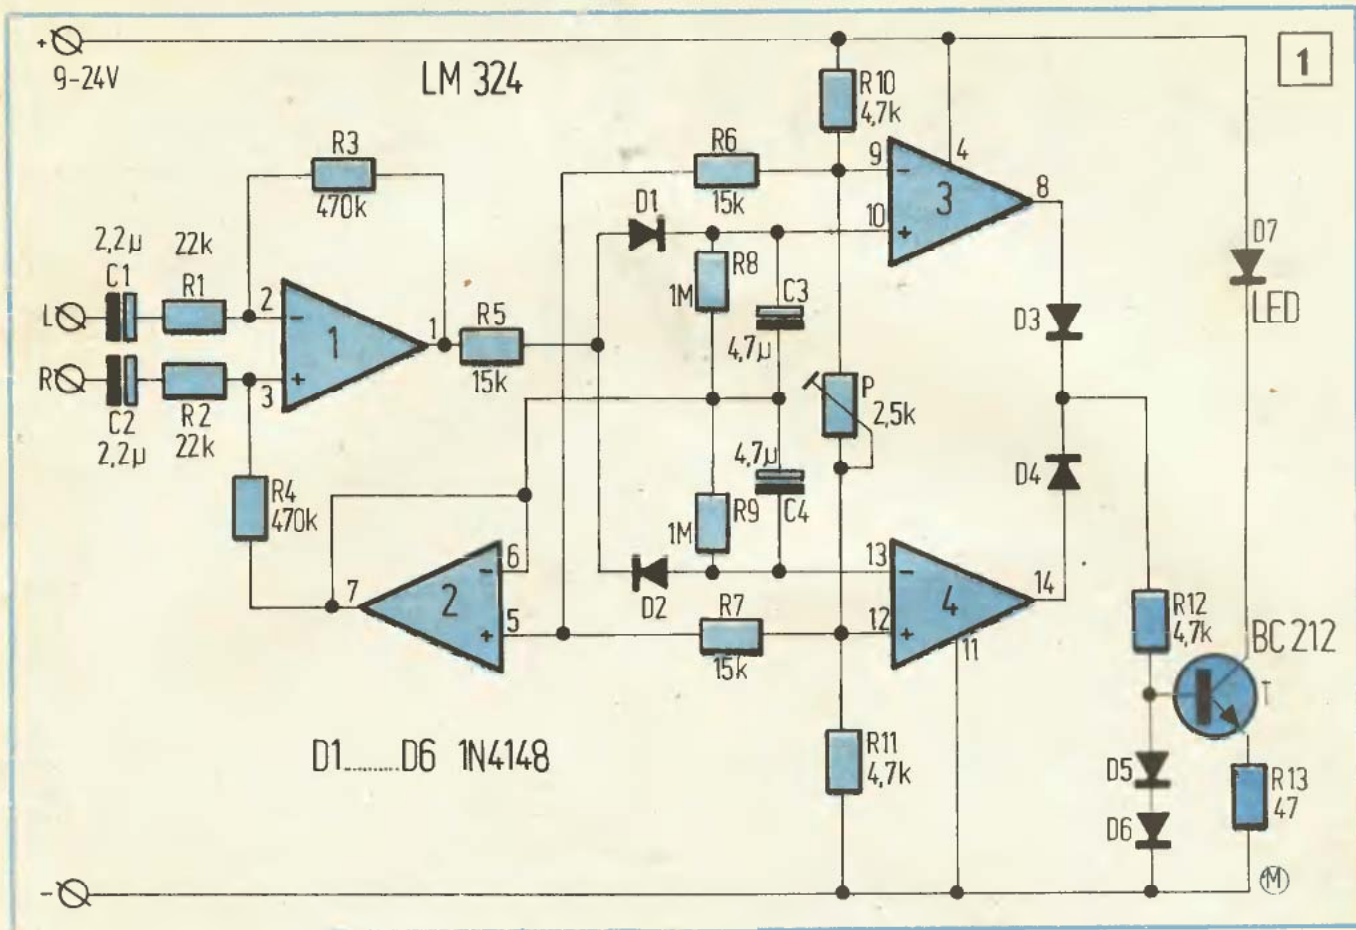 +
9-24V
LM 324
1
R3
470k
2,2µ
22k
C1
R1
L
2
-
1
1
R
3
+
C2
R2
2,2µ
22k
R4
470k
R5
15k
R6
15k
D1
R8
1M
C3
4,7µ
R10
4,7k
9
-
3
4
8
10
+
P
2,5k
D3
D7
LED
4,7µ
C4
R9
1M
D4
D2
R7
15k
7
2
6
-
5
+
13
-
4
14
12
+
11
R12
4,7k
BC 212
T
D1........D6 1N4148
R11
4,7k
D5
D6
R13
47
-
M